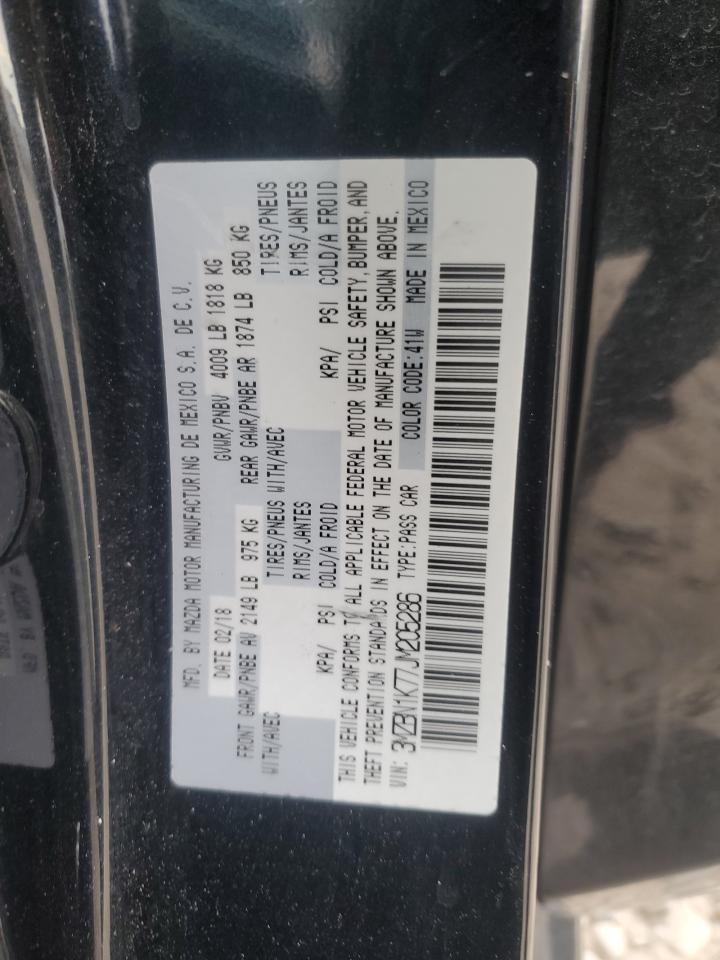 MFD. BY MAZDA MOTOR MANUFACTURING DE MEXICO S.A. DE C.V.
DATE 02/18 GVWR/PNBV 4009 LB 1818 KG
FRONT GAWR/PNBE AV 2149 LB 975 KG REAR GAWR/PNBE AR 1874 LB 850 KG
WITH/AVEC TIRES/PNEUS WITH/AVEC TIRES/PNEUS
RIMS/JANTES RIMS/JANTES
KPA/ PSI COLD/A FROID KPA/ PSI COLD/A FROID
THIS VEHICLE CONFORMS TO ALL APPLICABLE FEDERAL MOTOR VEHICLE SAFETY, BUMPER, AND
THEFT PREVENTION STANDARDS IN EFFECT ON THE DATE OF MANUFACTURE SHOWN ABOVE.
VIN: 3MZBN1K77JM205286 TYPE:PASS CAR COLOR CODE:41W MADE IN MEXICO